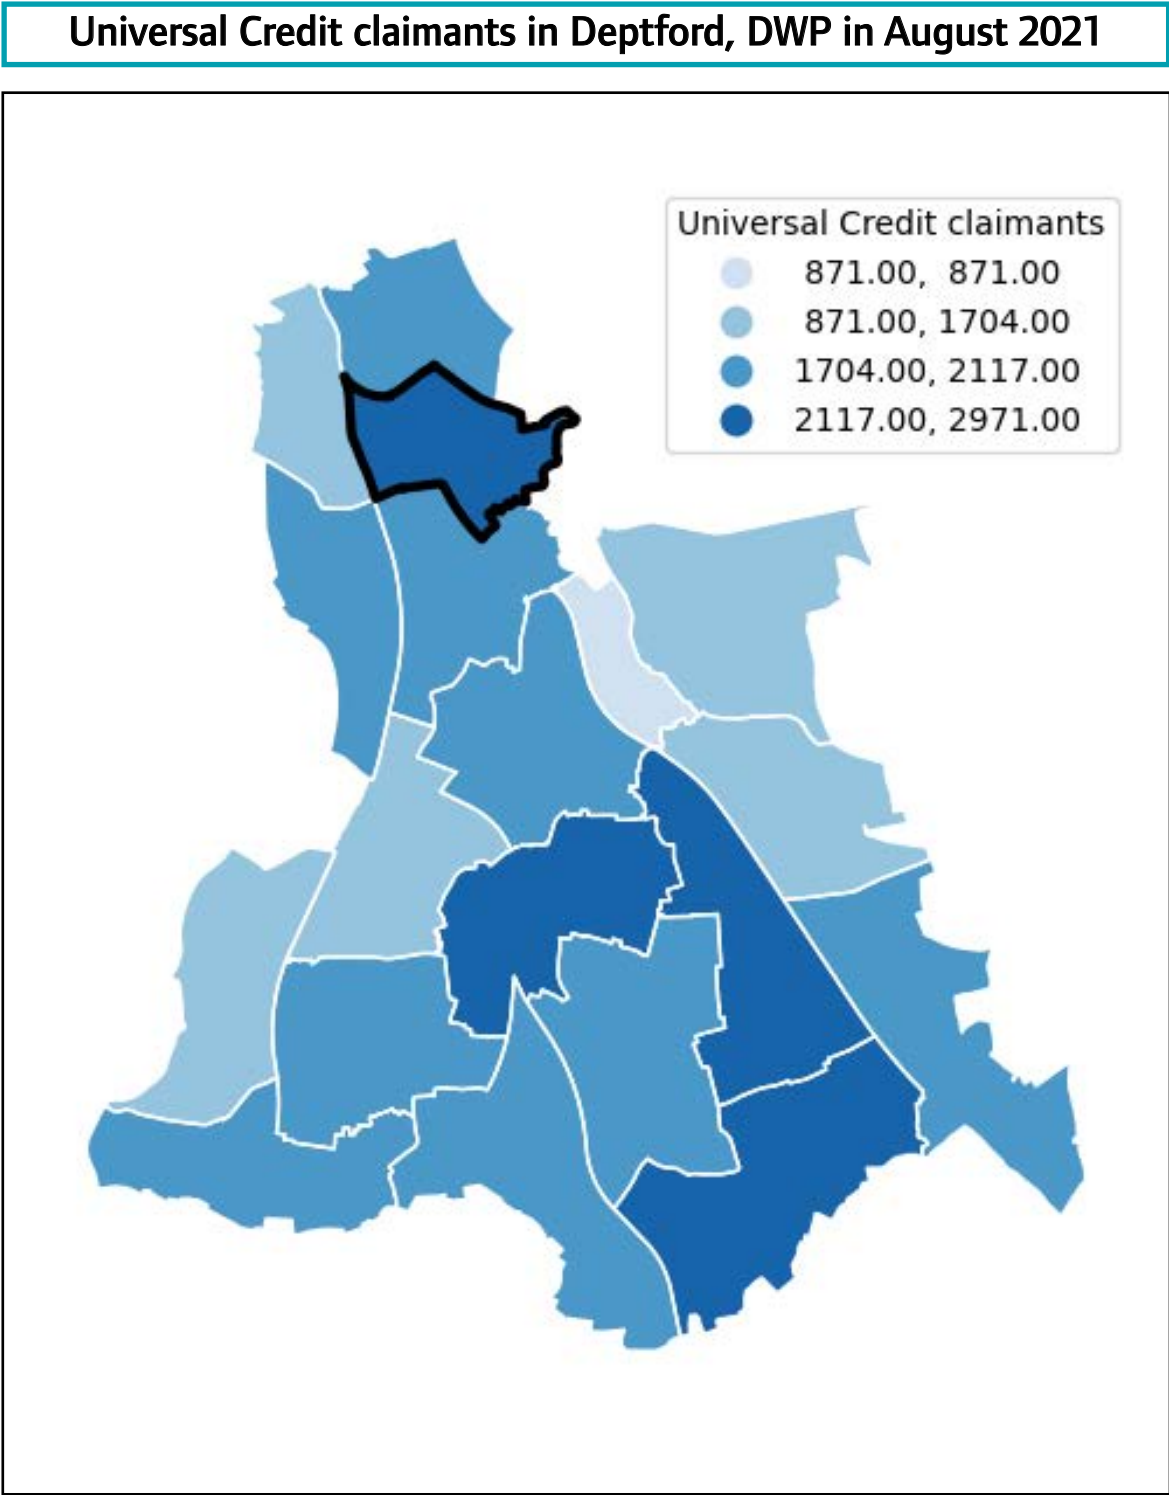 Universal Credit claimants in Deptford, DWP in August 2021
Universal Credit claimants
871.00, 871.00
871.00, 1704.00
1704.00, 2117.00
2117.00, 2971.00